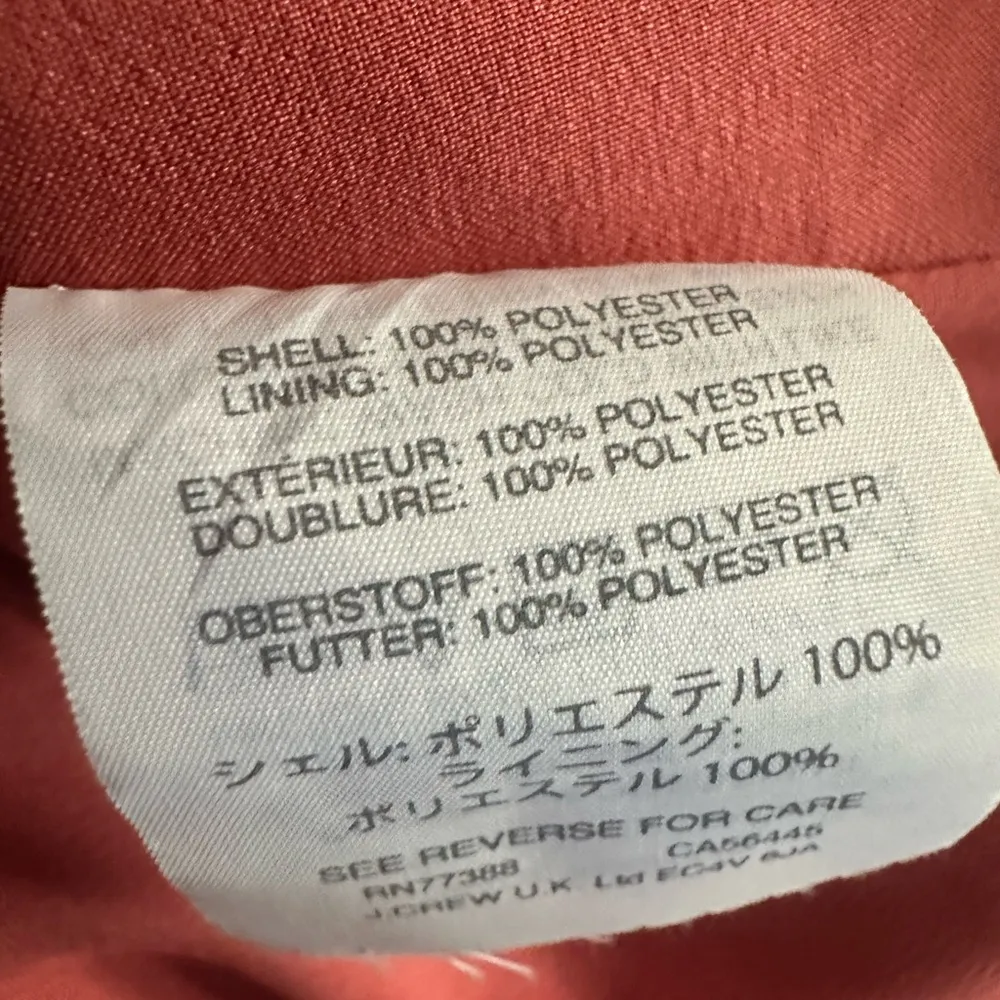 SHELL: 100% POLYESTER
LINING: 100% POLYESTER
EXTÉRIEUR: 100% POLYESTER
DOUBLURE: 100% POLYESTER
OBERSTOFF: 100% POLYESTER
FUTTER: 100% POLYESTER
シェル: ポリエステル 100%
ライニング:
ポリエステル 100%
SEE REVERSE FOR CARE
RN77388 CA56445
J.CREW U.K. Ltd EC4V 6JA